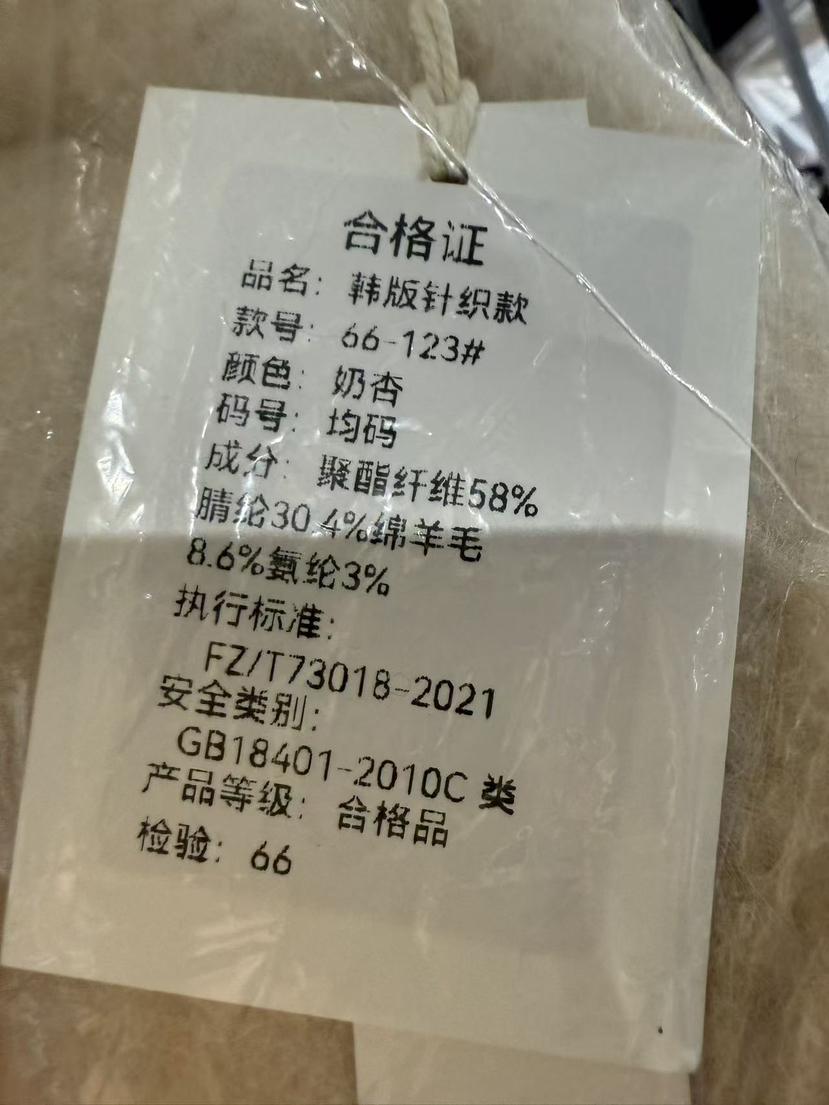 合格证
品名：韩版针织款
款号：66-123#
颜色：奶杏
码号：均码
成分：聚酯纤维58%
腈纶30.4%绵羊毛
8.6%氨纶3%
执行标准：
FZ/T73018-2021
安全类别：
GB18401-2010C 类
产品等级：合格品
检验：66